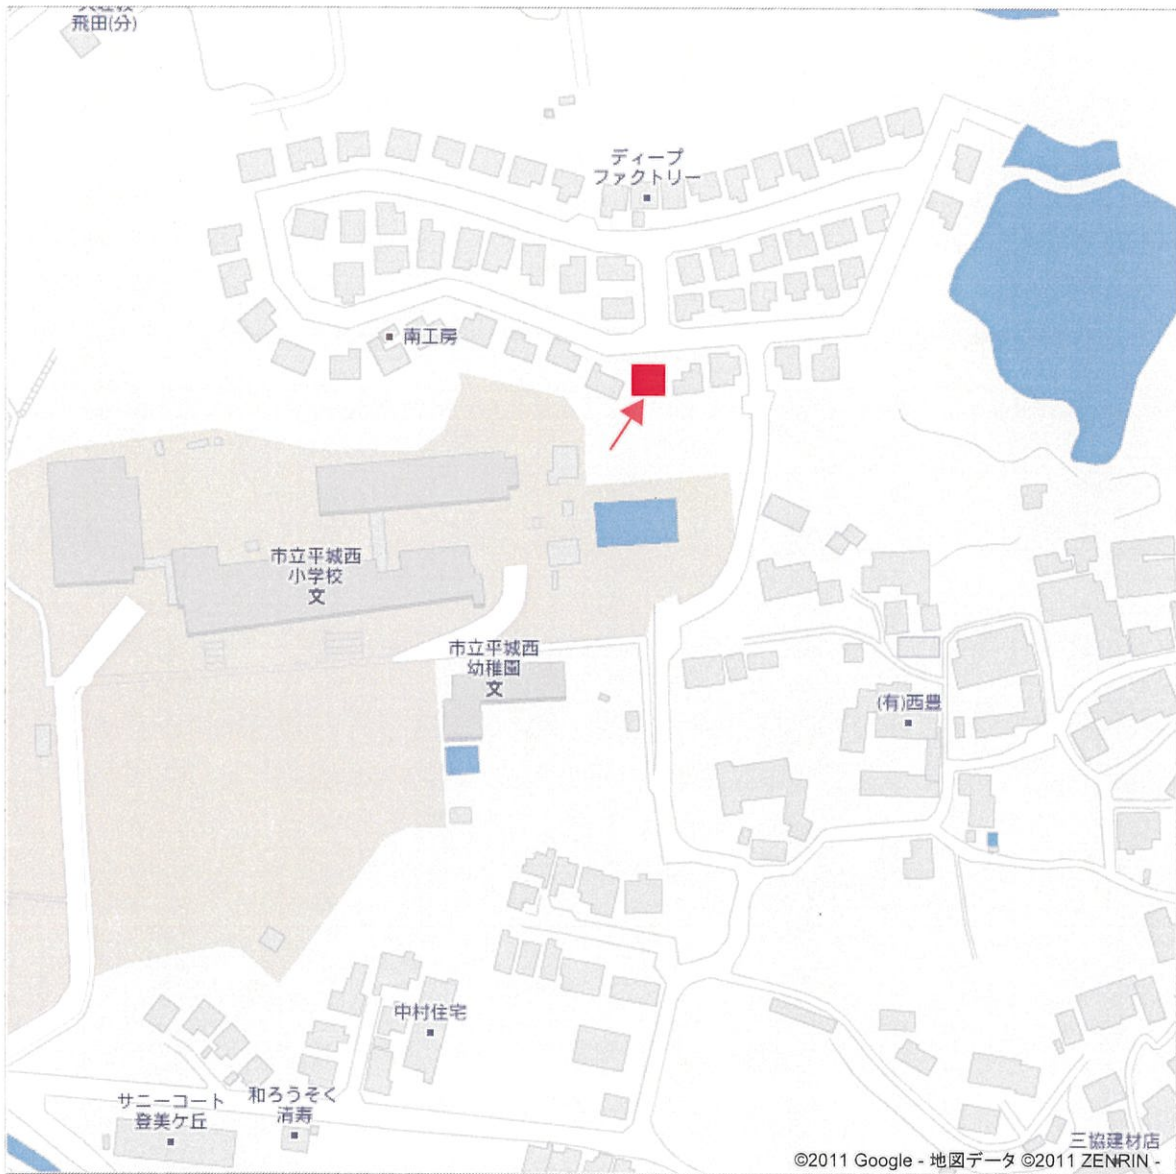 飛田(分)
ディープ
ファクトリー
南工房
市立平城西
小学校
文
市立平城西
幼稚園
文
(有)西豊
中村住宅
サニーコート
登美ケ丘
和ろうそく
清寿
三協建材店
©2011 Google - 地図データ ©2011 ZENRIN -